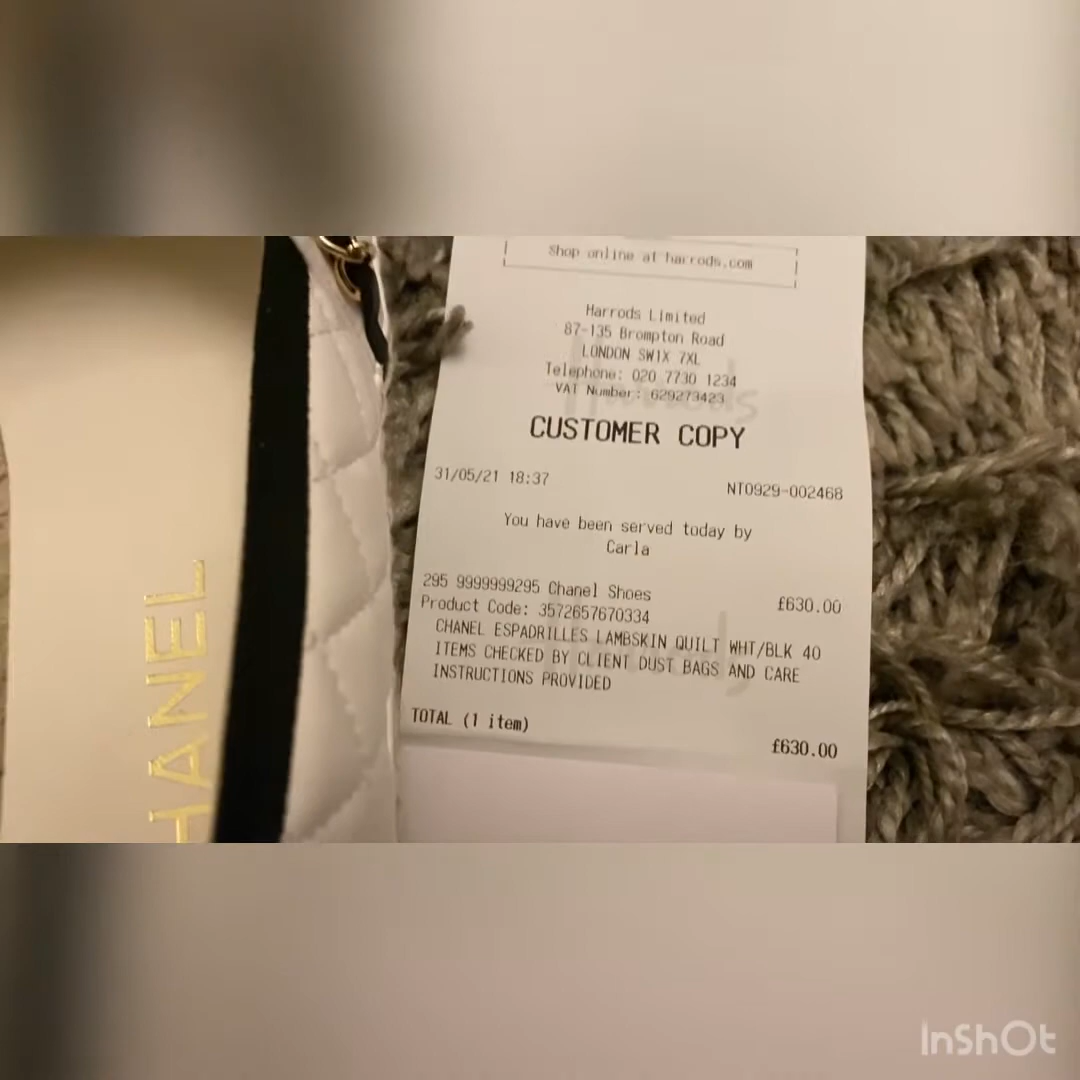 Shop online at harrods.com
Harrods Limited
87-135 Brompton Road
LONDON SW1X 7XL
Telephone: 020 7730 1234
VAT Number: 629273423
Harrods
CUSTOMER COPY
31/05/21 18:37 NT0929-002468
You have been served today by
Carla
295 9999999295 Chanel Shoes £630.00
Product Code: 3572657670334
CHANEL ESPADRILLES LAMBSKIN QUILT WHT/BLK 40
ITEMS CHECKED BY CLIENT DUST BAGS AND CARE
INSTRUCTIONS PROVIDED
Harrods
TOTAL (1 item) £630.00
HANEL
InShOt